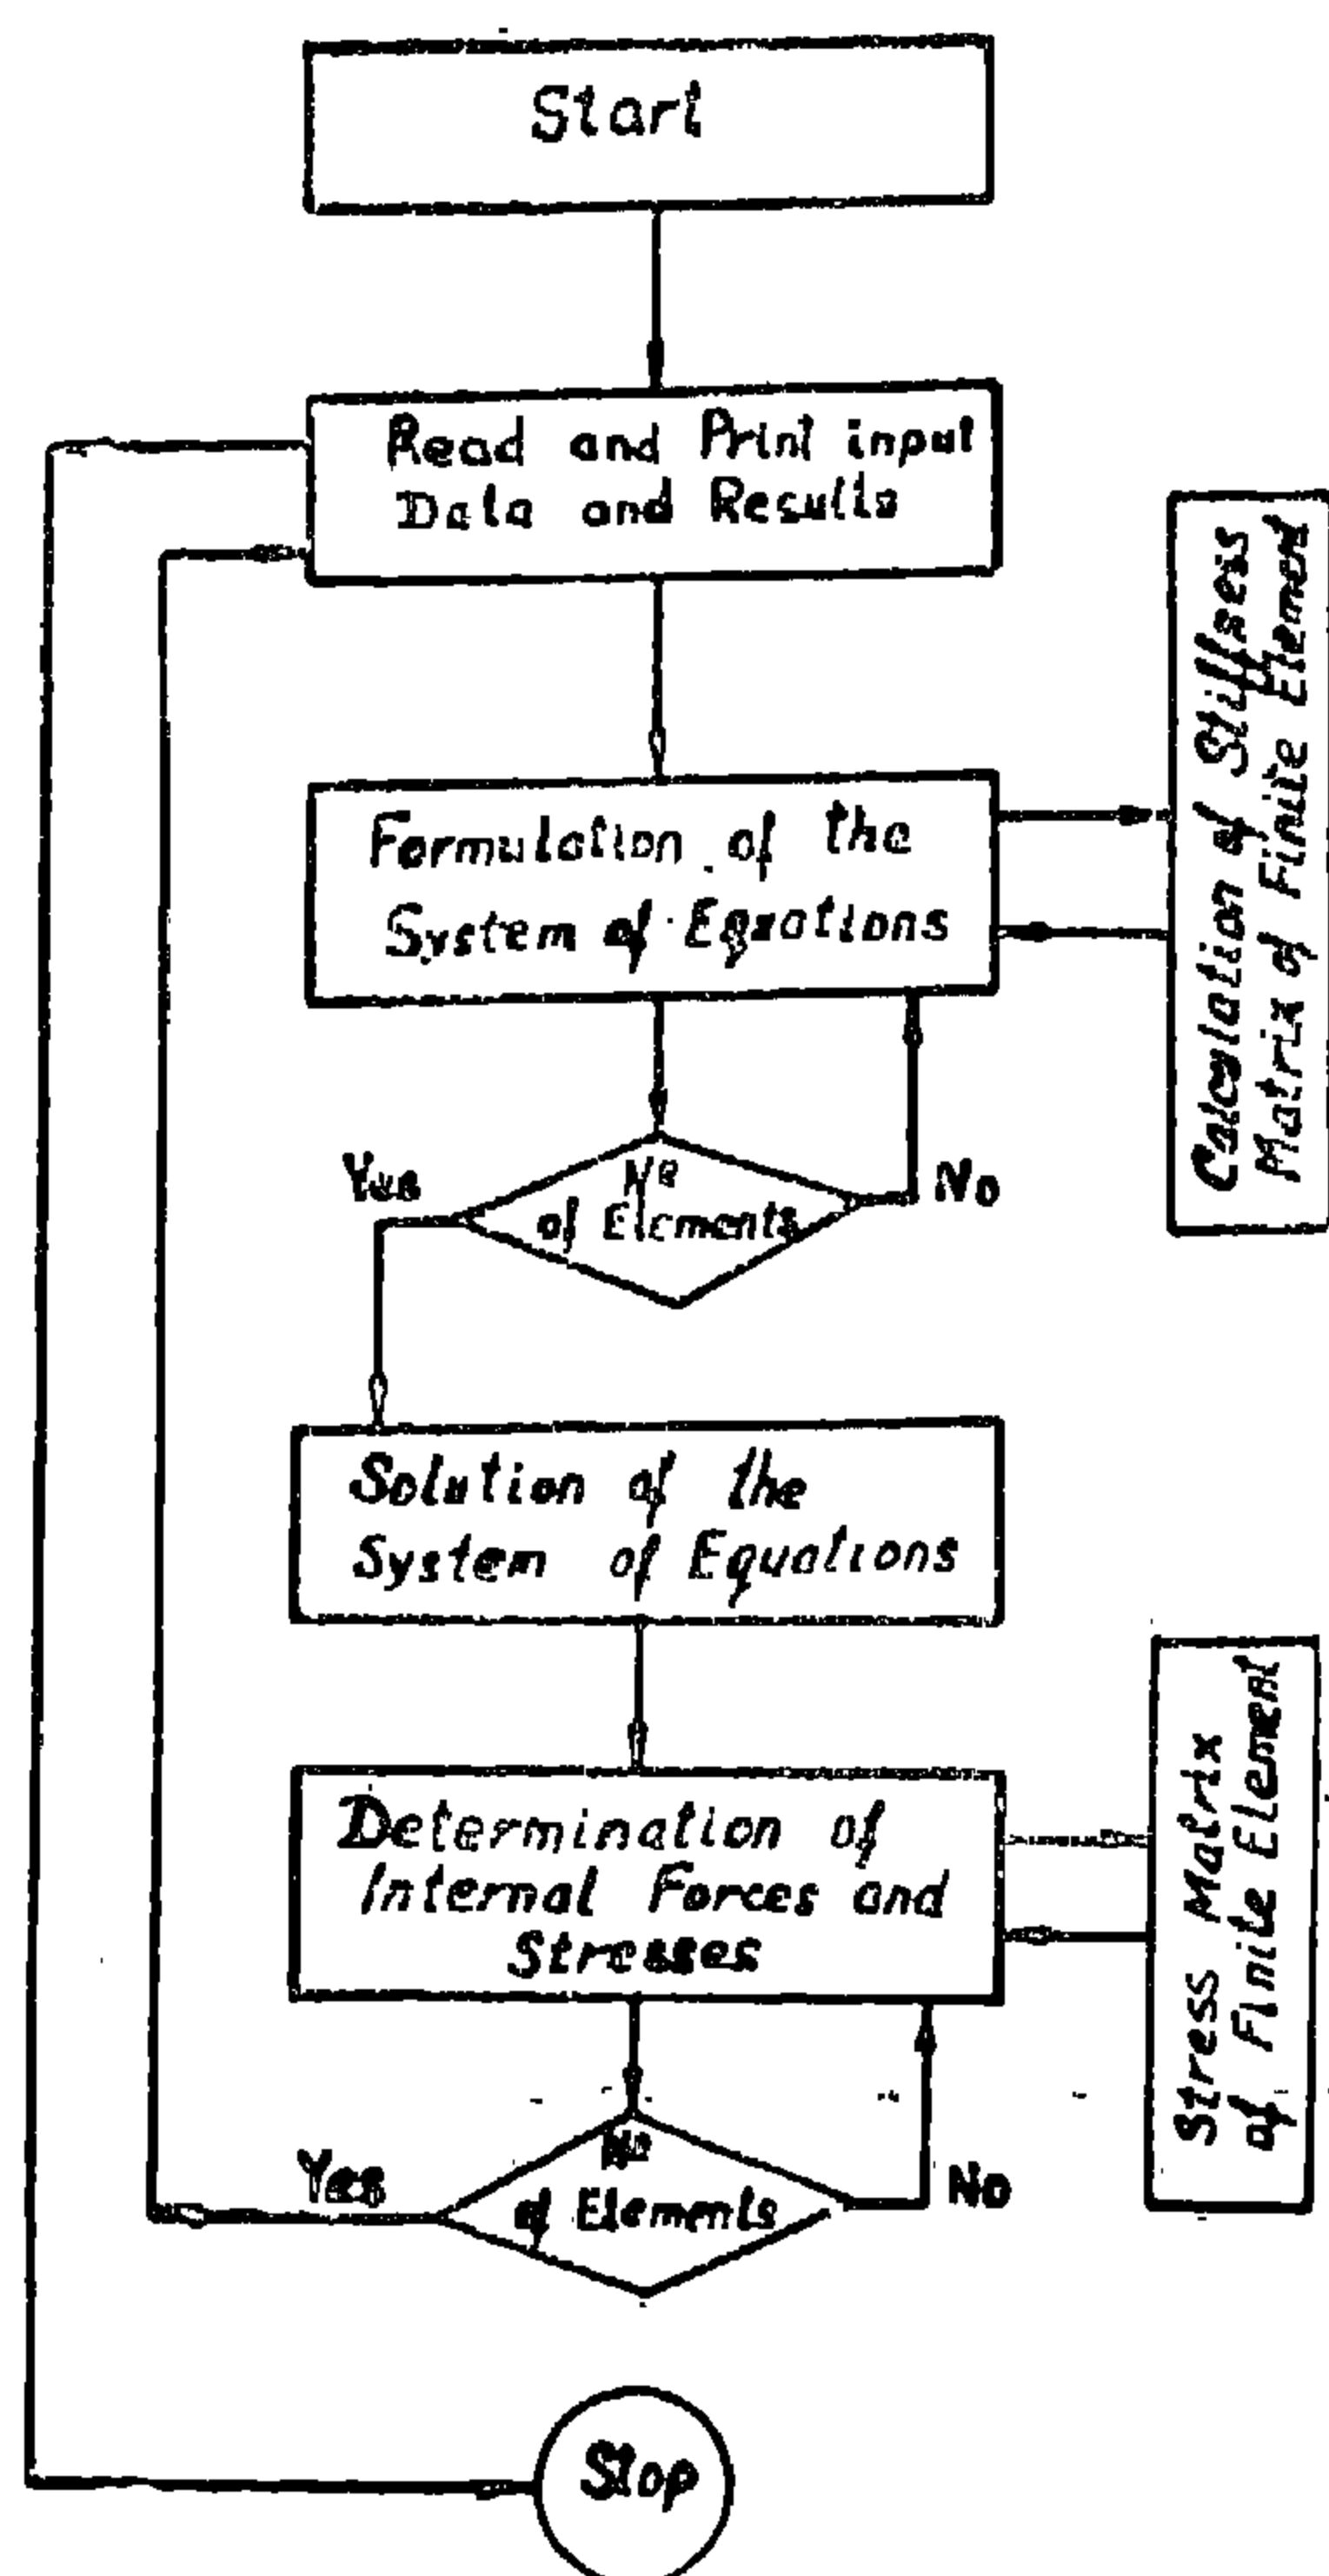 Start
Read and Print input
Data and Results
Calculation of Stiffnes
Matrix of Finite Element
Formulation of the
System of Equations
Yes
Nº
of Elements
No
Solution of the
System of Equations
Determination of
Internal Forces and
Stresses
Stress Matrix
of Finite Element
Yes
Nº
of Elements
No
Stop